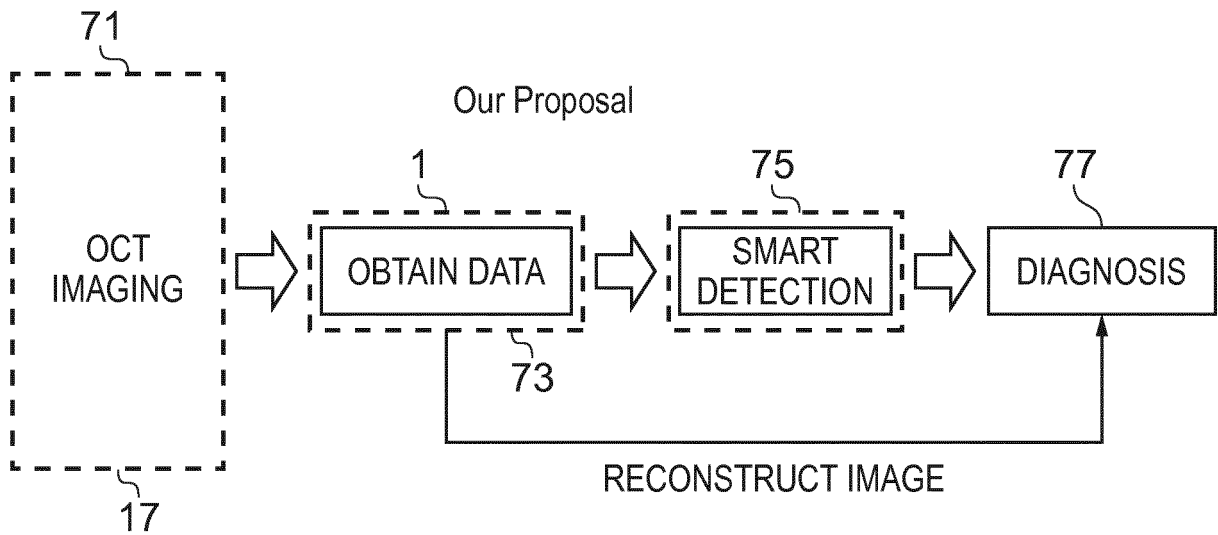 71
Our Proposal
1
75
77
OCT
IMAGING
OBTAIN DATA
SMART
DETECTION
DIAGNOSIS
73
RECONSTRUCT IMAGE
17